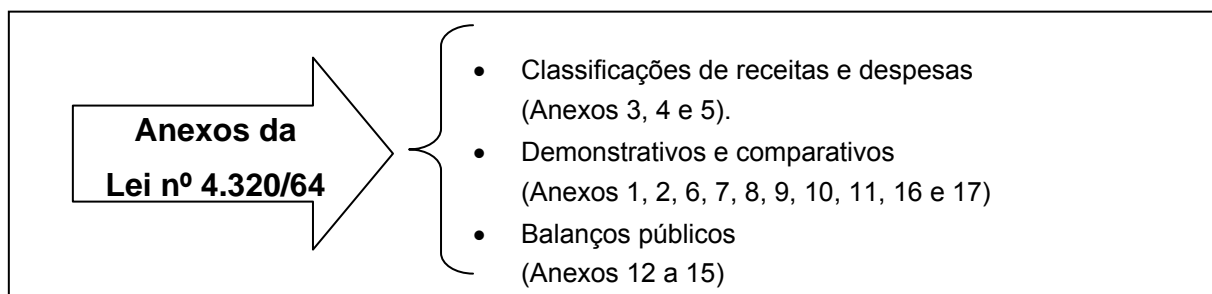 Anexos da
Lei nº 4.320/64
• Classificações de receitas e despesas
(Anexos 3, 4 e 5).
• Demonstrativos e comparativos
(Anexos 1, 2, 6, 7, 8, 9, 10, 11, 16 e 17)
• Balanços públicos
(Anexos 12 a 15)